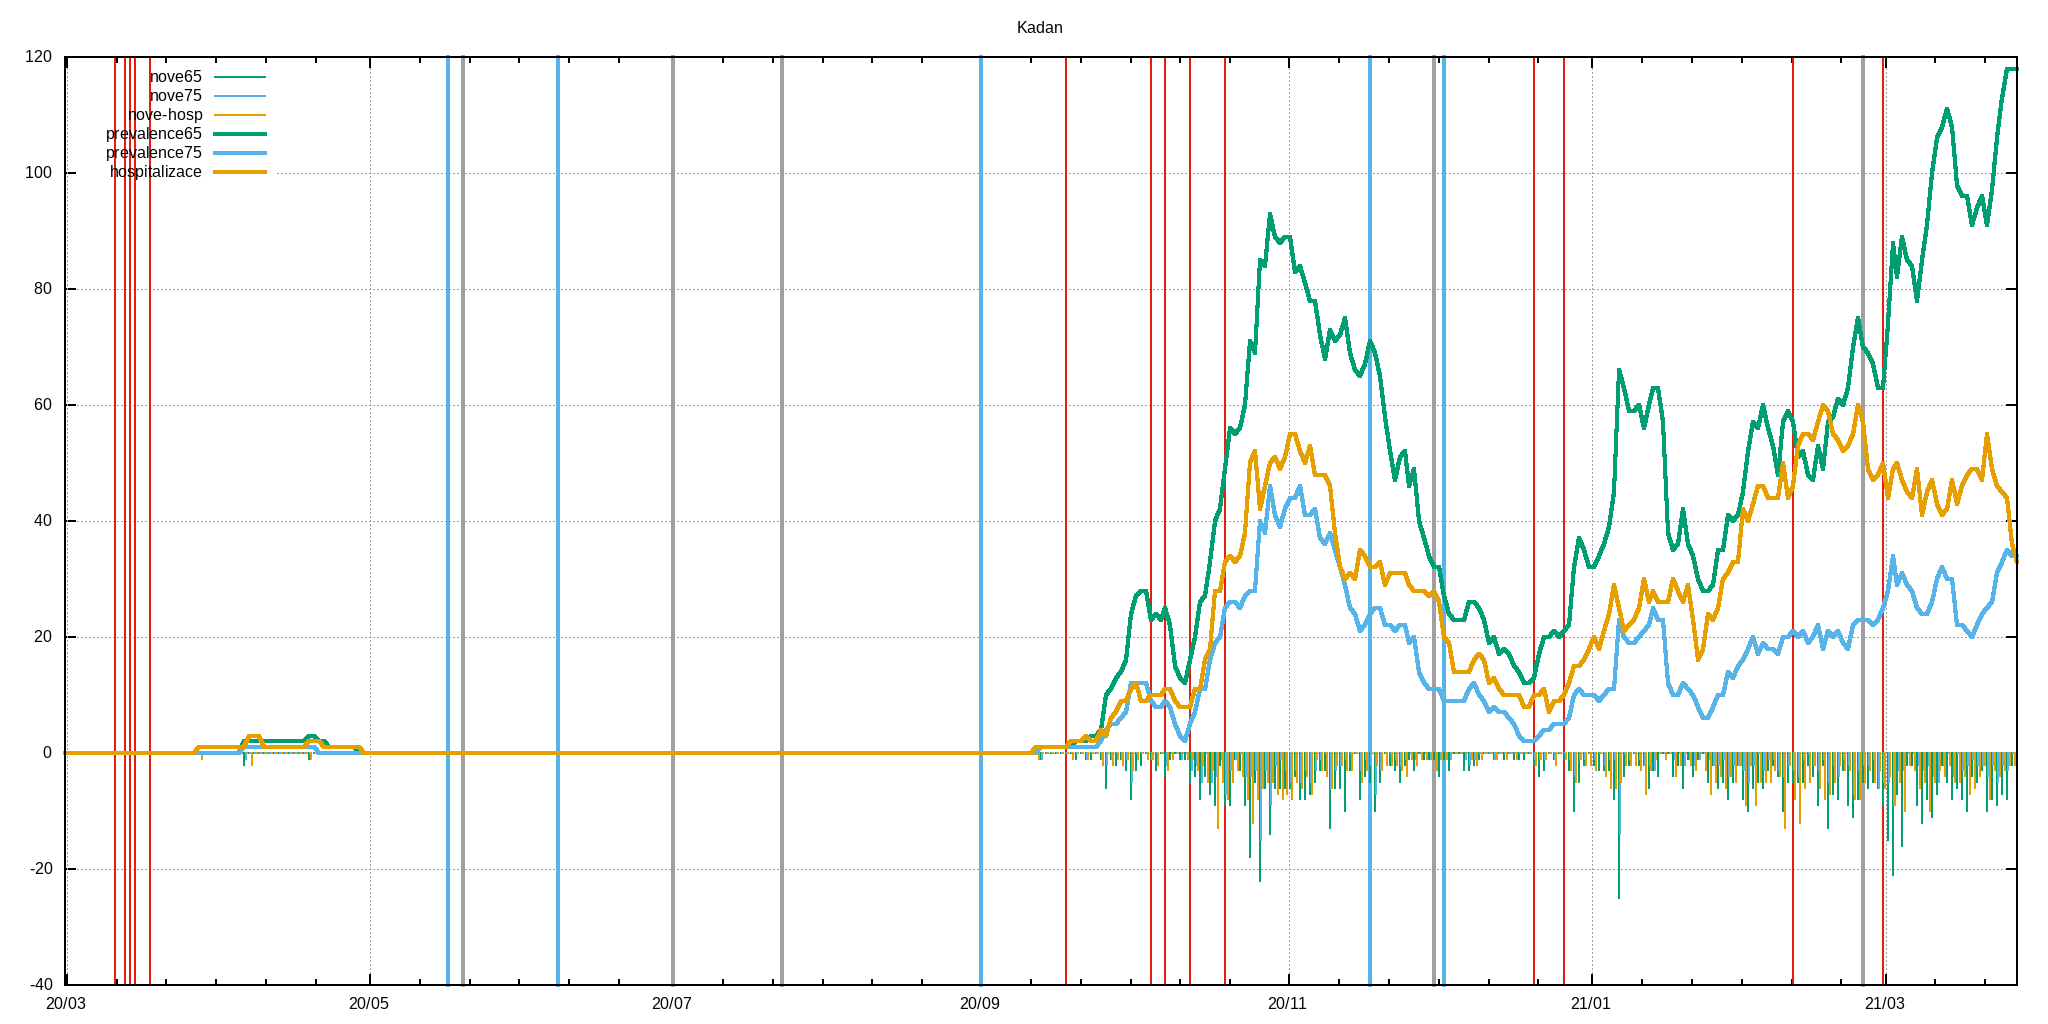 Kadan
120
nove65
nove75
nove-hosp
prevalence65
prevalence75
hospitalizace
100
80
60
40
20
0
-20
-40
20/03 20/05 20/07 20/09 20/11 21/01 21/03